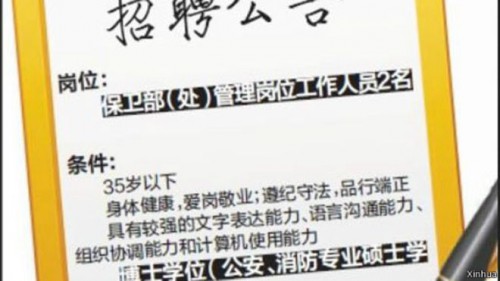 招聘公告
岗位：
保卫部（处）管理岗位工作人员2名
条件：
35岁以下
身体健康，爱岗敬业；遵纪守法，品行端正
具有较强的文字表达能力、语言沟通能力、
组织协调能力和计算机使用能力
博士学位（公安、消防专业硕士学
Xinhua